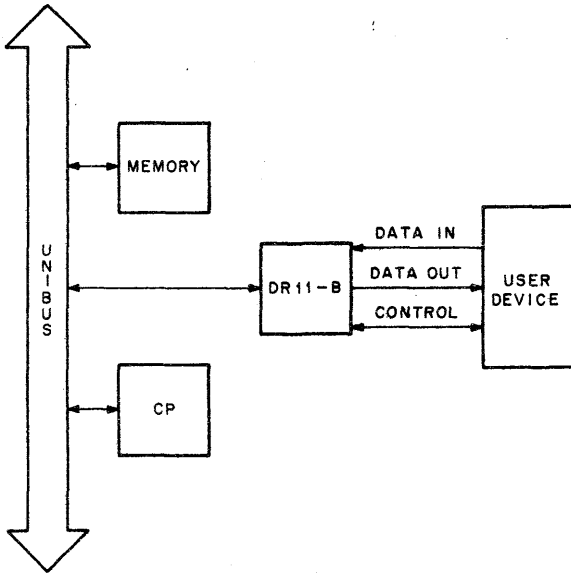 MEMORY
UNIBUS
DR11-B
DATA IN
DATA OUT
CONTROL
USER
DEVICE
CP